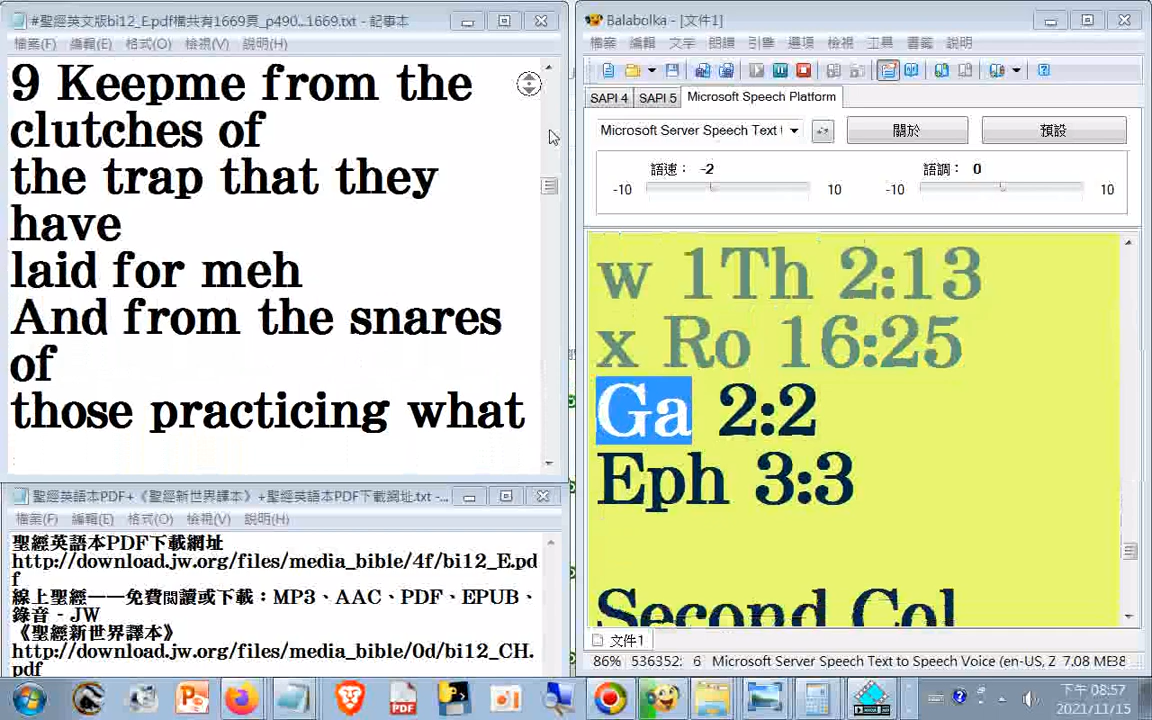 #聖經英文版bi12_E.pdf檔共有1669頁_p490...1669.txt - 記事本
檔案(F) 編輯(E) 格式(O) 檢視(V) 說明(H)
9 Keepme from the
clutches of
the trap that they
have
laid for meh
And from the snares
of
those practicing what
聖經英語本PDF+《聖經新世界譯本》+聖經英語本PDF下載網址.txt -...
檔案(F) 編輯(E) 格式(O) 檢視(V) 說明(H)
聖經英語本PDF下載網址
http://download.jw.org/files/media_bible/4f/bi12_E.pd
f
線上聖經——免費閱讀或下載：MP3、AAC、PDF、EPUB、
錄音 - JW
《聖經新世界譯本》
http://download.jw.org/files/media_bible/0d/bi12_CH.
pdf
Balabolka - [文件1]
檔案 編輯 文字 朗讀 引擎 選項 檢視 工具 書籤 說明
SAPI 4 SAPI 5 Microsoft Speech Platform
Microsoft Server Speech Text 關於 預設
語速： -2 語調： 0
-10 10 -10 10
w 1Th 2:13
x Ro 16:25
Ga 2:2
Eph 3:3
Second Col
文件1
86% 536352: 6 Microsoft Server Speech Text to Speech Voice (en-US, Z 7.08 ME38
PDF
下午 08:57
2021/11/15